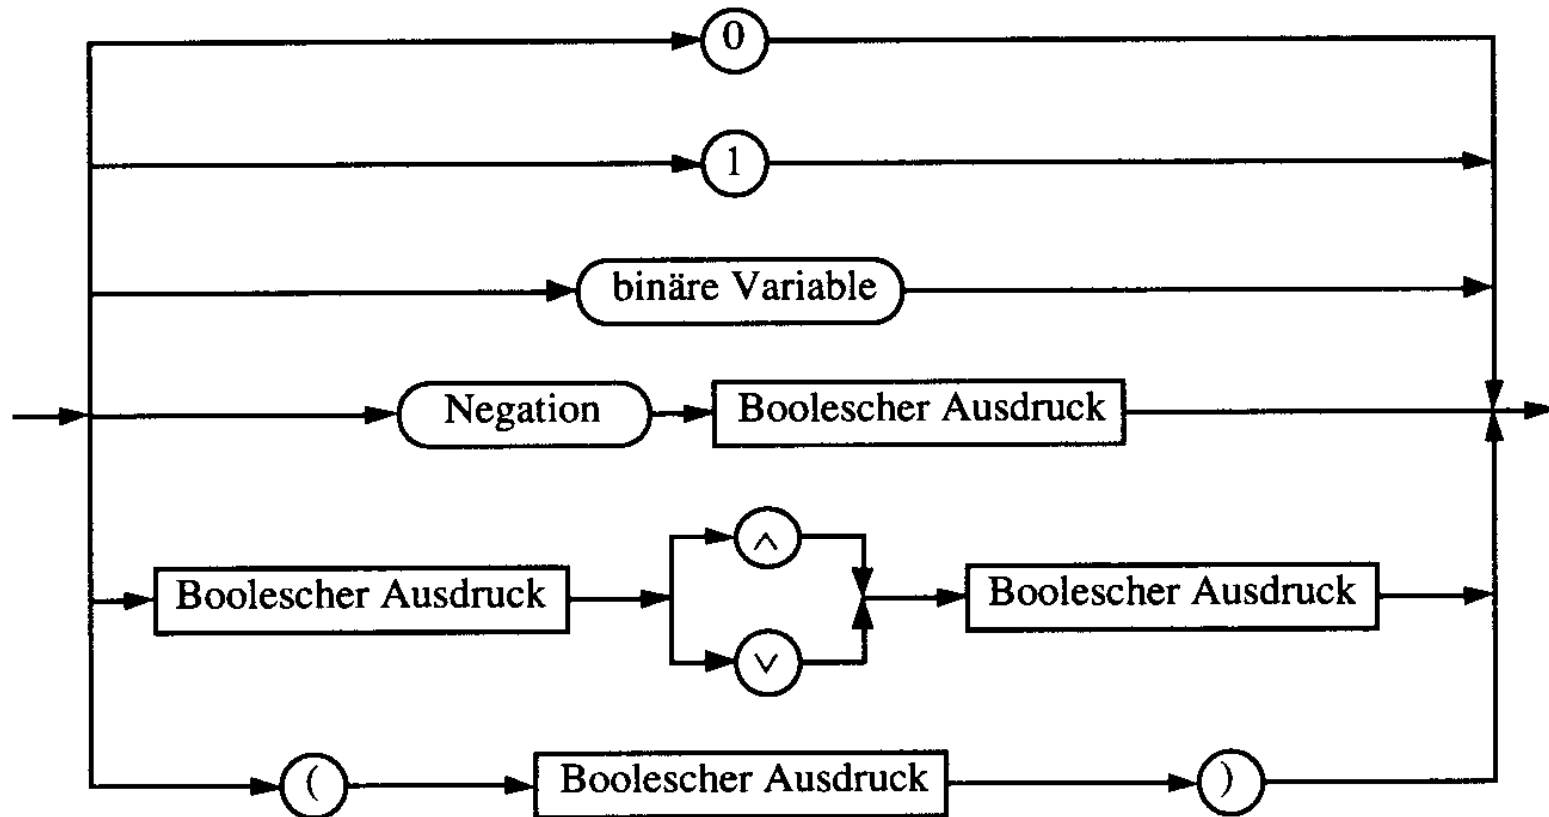 0
1
binäre Variable
Negation Boolescher Ausdruck
∧
Boolescher Ausdruck Boolescher Ausdruck
∨
( Boolescher Ausdruck )